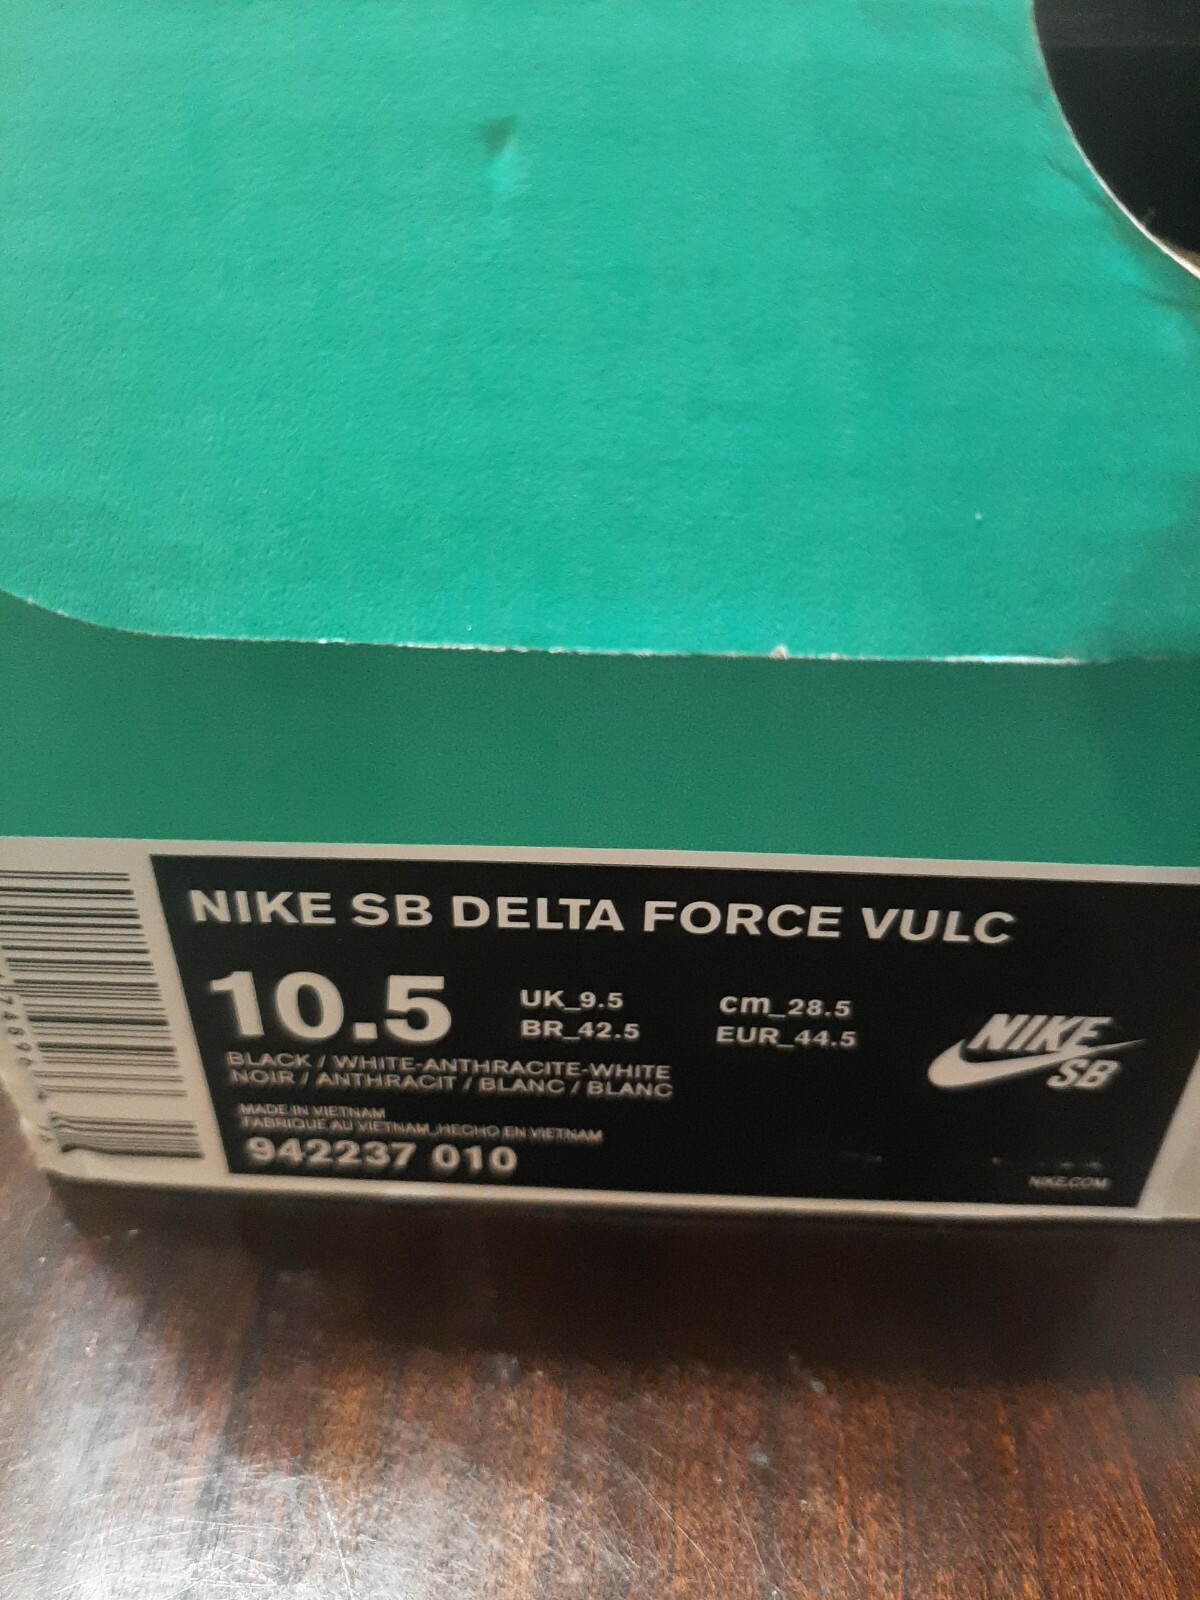 NIKE SB DELTA FORCE VULC
10.5
UK_9.5
cm_28.5
BR_42.5
EUR_44.5
BLACK / WHITE-ANTHRACITE-WHITE
NOIR / ANTHRACIT / BLANC / BLANC
MADE IN VIETNAM
FABRIQUE AU VIETNAM_HECHO EN VIETNAM
942237 010
NIKE
SB
NIKE.COM